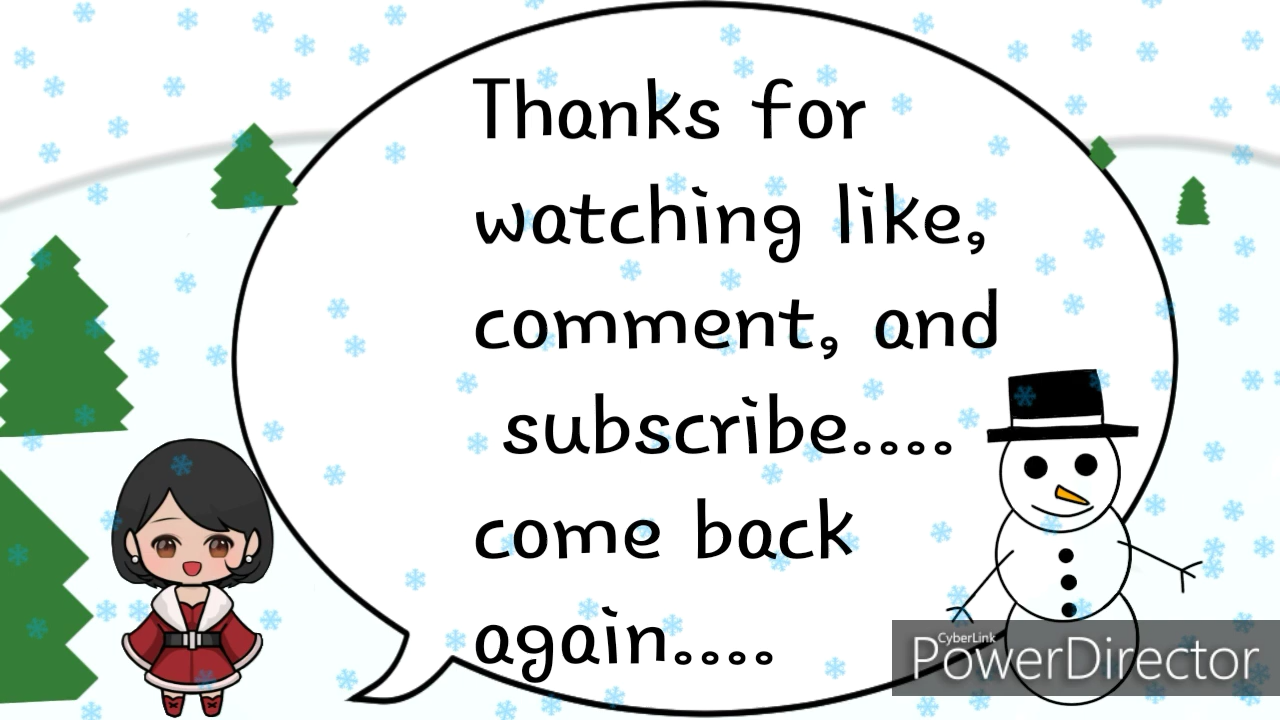 Thanks for
watching like,
comment, and
subscribe....
come back
again....
CyberLink
PowerDirector